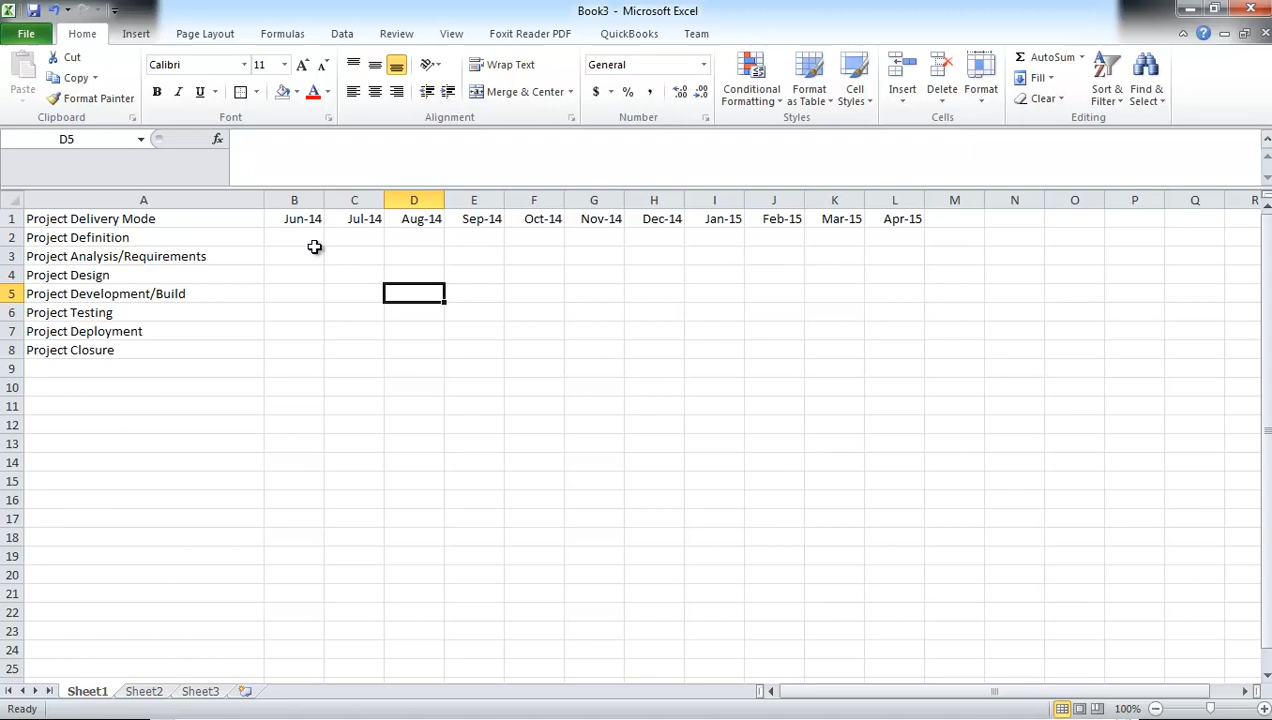 Book3 - Microsoft Excel
File Home Insert Page Layout Formulas Data Review View Foxit Reader PDF QuickBooks Team
Paste
Cut
Copy
Format Painter
Clipboard
Calibri 11
B I U
Font
Wrap Text
Merge & Center
Alignment
General
$ % ,
Number
Conditional Formatting
Format as Table
Cell Styles
Styles
Insert Delete Format
Cells
Σ AutoSum
Fill
Clear
Sort & Filter
Find & Select
Editing
D5 fx
A B C D E F G H I J K L M N O P Q R
1 Project Delivery Mode Jun-14 Jul-14 Aug-14 Sep-14 Oct-14 Nov-14 Dec-14 Jan-15 Feb-15 Mar-15 Apr-15
2 Project Definition
3 Project Analysis/Requirements
4 Project Design
5 Project Development/Build
6 Project Testing
7 Project Deployment
8 Project Closure
9
10
11
12
13
14
15
16
17
18
19
20
21
22
23
24
25
Sheet1 Sheet2 Sheet3
Ready 100%